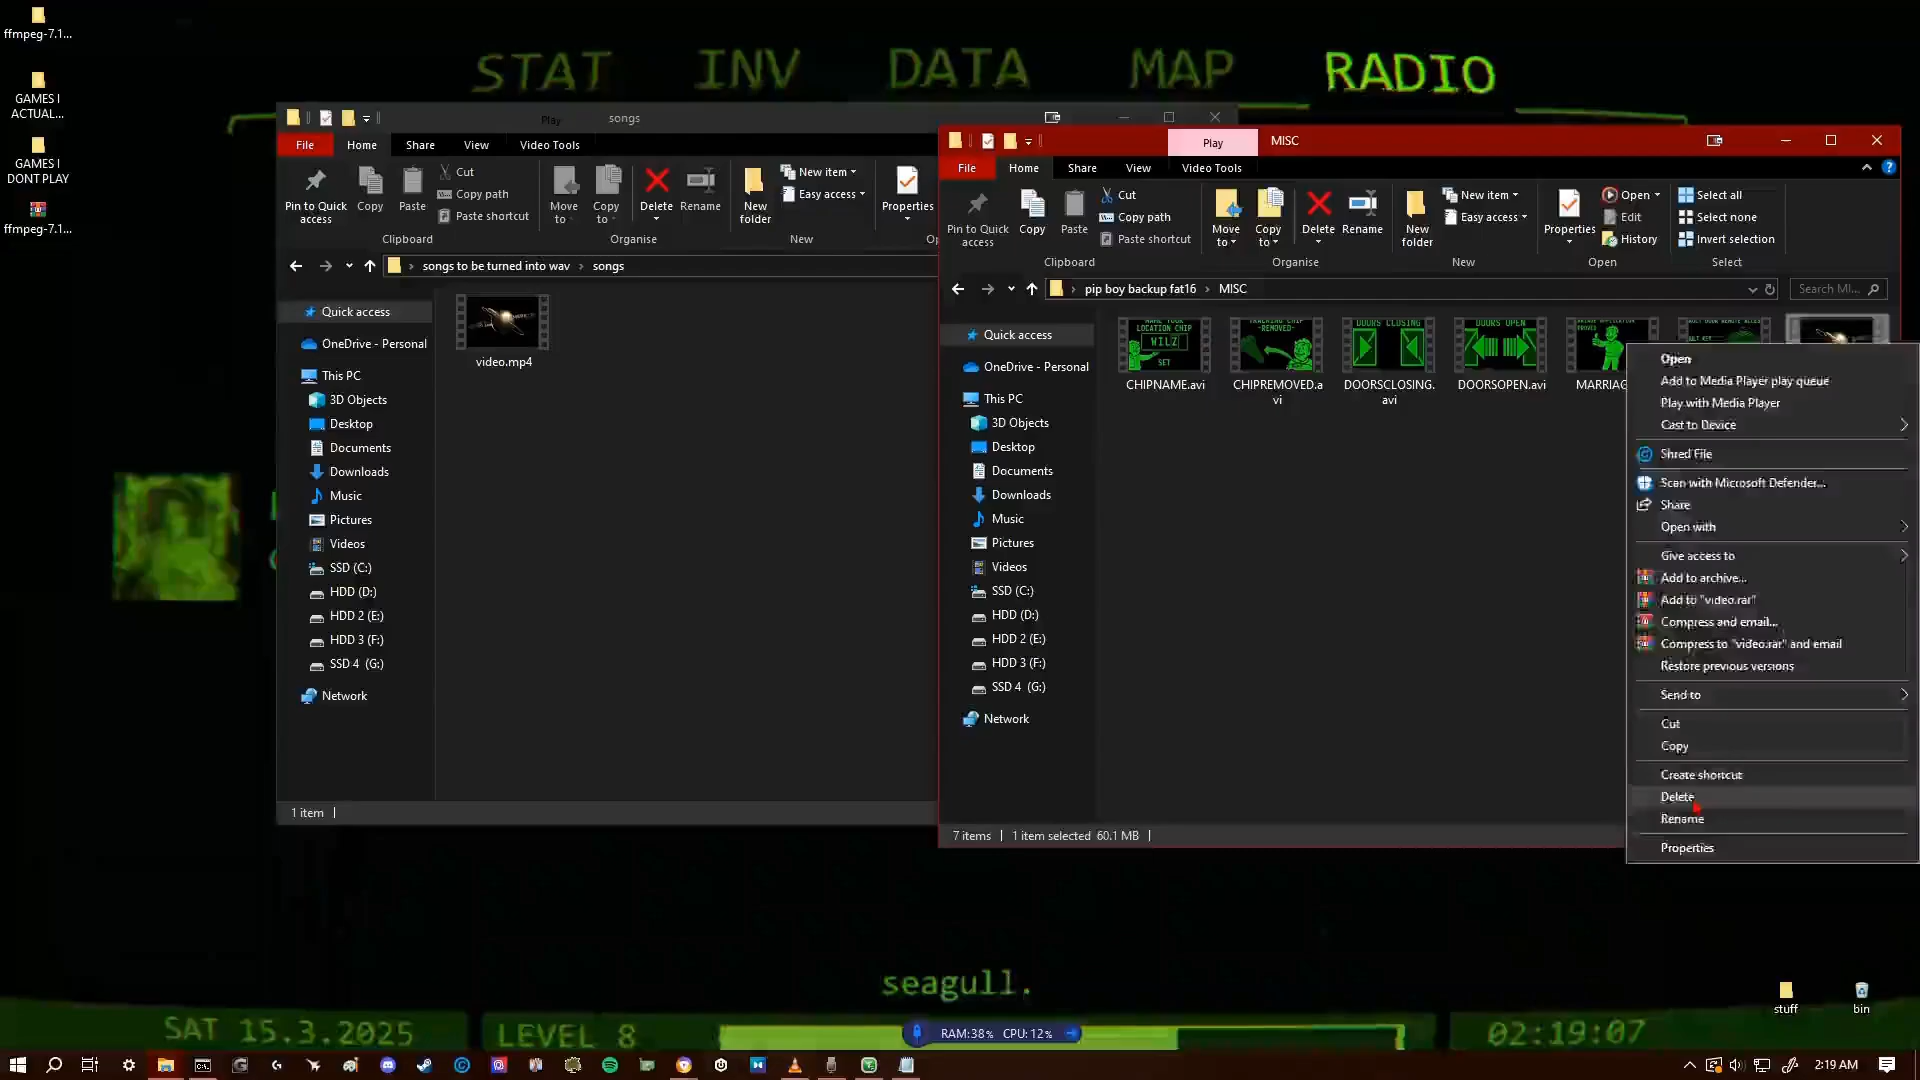 ffmpeg-7.1...
GAMES I
ACTUAL...
GAMES I
DONT PLAY
ffmpeg-7.1...
STAT INV DATA MAP RADIO
Play songs
File Home Share View Video Tools
Pin to Quick
access
Copy
Paste
Cut
Copy path
Paste shortcut
Clipboard
Move
to
Copy
to
Delete
Rename
Organise
New
folder
New item
Easy access
New
Properties
songs to be turned into wav › songs
Quick access
OneDrive - Personal
This PC
3D Objects
Desktop
Documents
Downloads
Music
Pictures
Videos
SSD (C:)
HDD (D:)
HDD 2 (E:)
HDD 3 (F:)
SSD 4 (G:)
Network
video.mp4
1 item
Play MISC
File Home Share View Video Tools
Pin to Quick
access
Copy
Paste
Cut
Copy path
Paste shortcut
Clipboard
Move
to
Copy
to
Delete
Rename
Organise
New
folder
New item
Easy access
New
Properties
Open
Edit
History
Open
Select all
Select none
Invert selection
Select
pip boy backup fat16 › MISC
Search MI...
Quick access
OneDrive - Personal
This PC
3D Objects
Desktop
Documents
Downloads
Music
Pictures
Videos
SSD (C:)
HDD (D:)
HDD 2 (E:)
HDD 3 (F:)
SSD 4 (G:)
Network
LOCATION CHIP
WILZ
SET
CHIPNAME.avi
-REMOVED-
CHIPREMOVED.a
vi
DOORS CLOSING
DOORSCLOSING.
avi
DOORS OPEN
DOORSOPEN.avi
MARRIAG
7 items 1 item selected 60.1 MB
Open
Add to Media Player play queue
Play with Media Player
Cast to Device
Shred File
Scan with Microsoft Defender...
Share
Open with
Give access to
Add to archive...
Add to "video.rar"
Compress and email...
Compress to "video.rar" and email
Restore previous versions
Send to
Cut
Copy
Create shortcut
Delete
Rename
Properties
seagull.
stuff
bin
SAT 15.3.2025 LEVEL 8 RAM:38% CPU:12% 02:19:07
2:19 AM